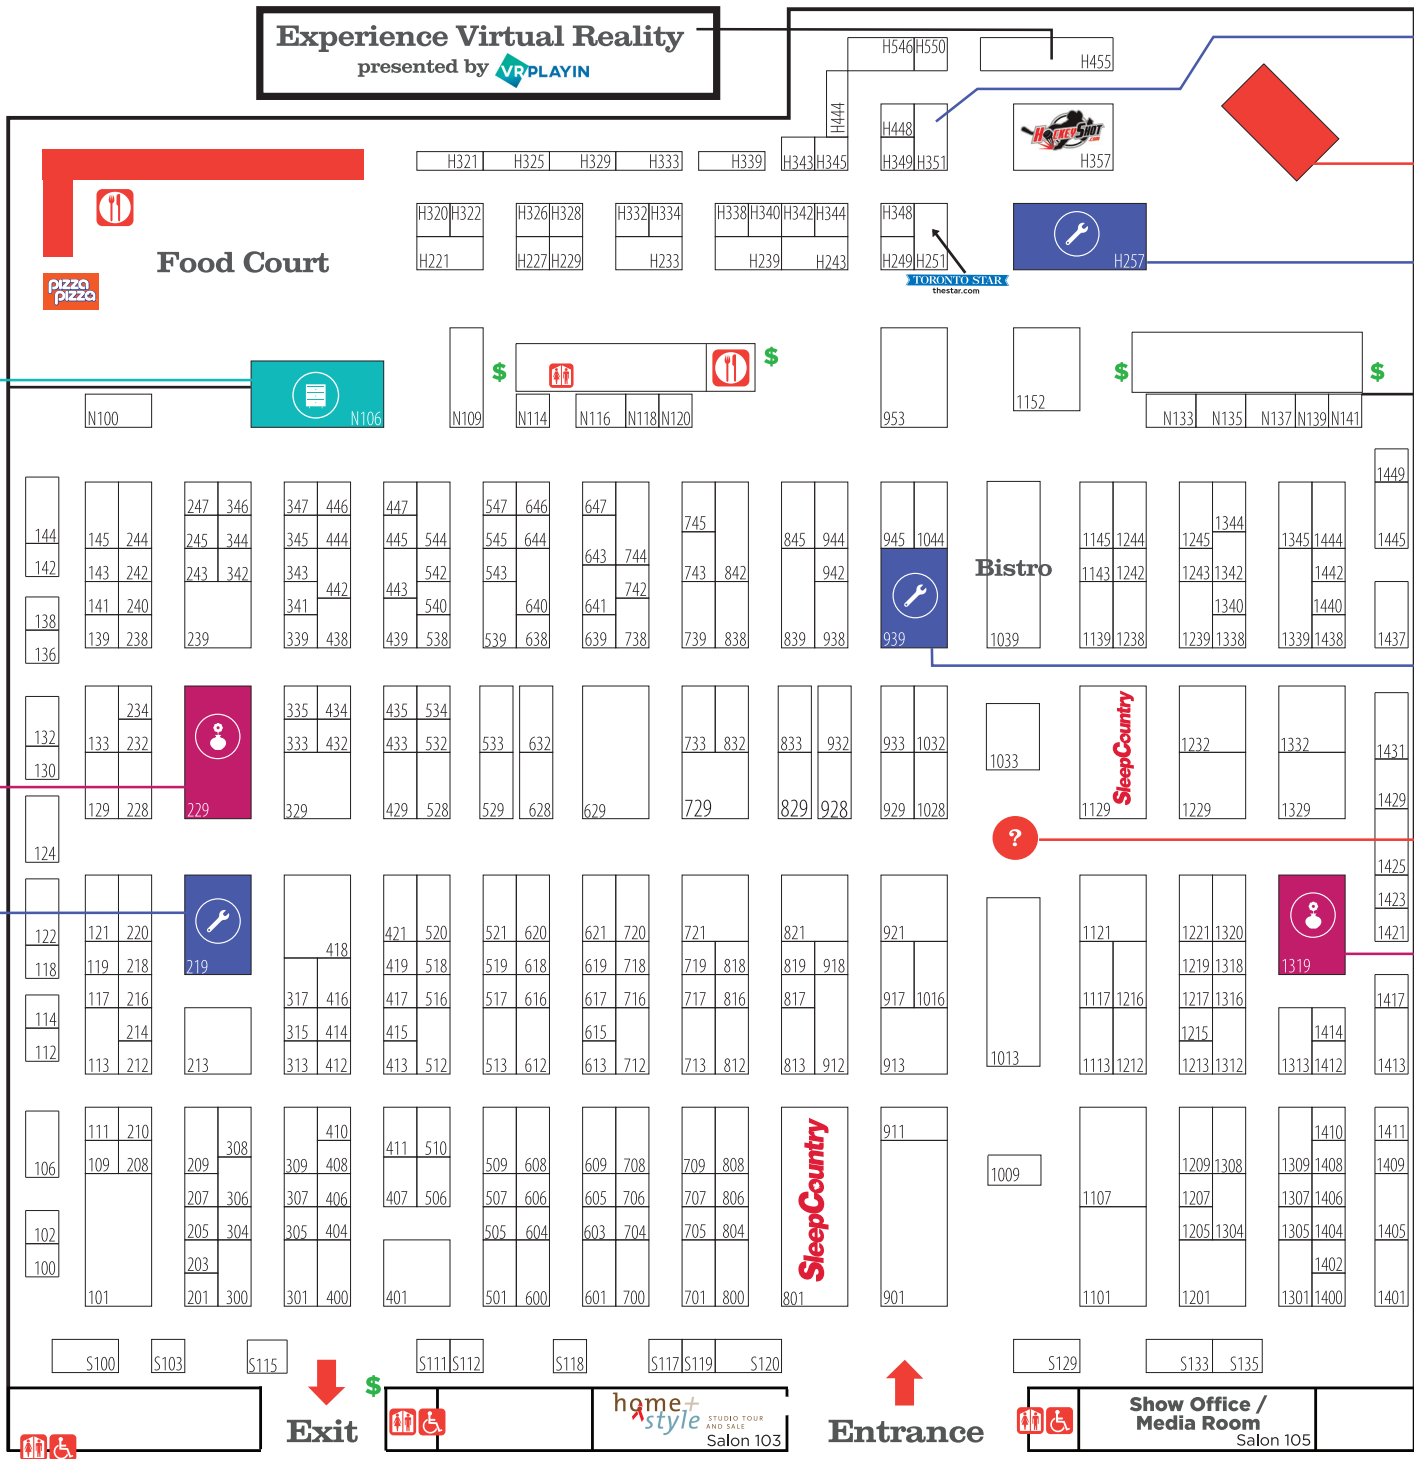 Experience Virtual Reality
presented by VRPLAYIN
H546 H550
H455
H444
H448
HOCKEYSHOT
.com
H321 H325 H329 H333 H339 H343 H345 H349 H351 H357
H320 H322 H326 H328 H332 H334 H338 H340 H342 H344 H348
Food Court
H221 H227 H229 H233 H239 H243 H249 H251 H257
TORONTO STAR
thestar.com
pizza
pizza
$ $ $ $
1152
N100 N106 N109 N114 N116 N118 N120 953 N133 N135 N137 N139 N141
1449
247 346 347 446 447 547 646 647
745 1344
144 145 244 245 344 345 444 445 544 545 644 845 944 945 1044 1145 1244 1245 1345 1444 1445
643 744
142 143 242 243 342 343 542 543 743 842 942 Bistro 1143 1242 1243 1342 1442
442 443 742
141 240 341 540 640 641 1340 1440
138
139 238 239 339 438 439 538 539 638 639 738 739 838 839 938 939 1039 1139 1238 1239 1338 1339 1438 1437
136
234 335 434 435 534
132 133 232 333 432 433 532 533 632 733 832 833 932 933 1032 1232 1332 1431
130 1033
SleepCountry
129 228 229 329 429 528 529 628 629 729 829 928 929 1028 1129 1229 1329 1429
?
124
1425
1423
122 121 220 418 421 520 521 620 621 720 721 821 921 1121 1221 1320 1421
118 119 218 219 419 518 519 618 619 718 719 818 819 918 1219 1318 1319
117 216 317 416 417 516 517 616 617 716 717 816 817 917 1016 1117 1216 1217 1316 1417
114 214 315 414 415 615 1215 1414
112
113 212 213 313 412 413 512 513 612 613 712 713 812 813 912 913 1013 1113 1212 1213 1312 1313 1412 1413
111 210 308 410 411 510 911 1410 1411
106 109 208 209 309 408 509 608 609 708 709 808 1009 1209 1308 1309 1408 1409
207 306 307 406 407 506 507 606 605 706 707 806 1107 1207 1307 1406
SleepCountry
102 205 304 305 404 505 604 603 704 705 804 1205 1304 1305 1404 1405
100 203 1402
101 201 300 301 400 401 501 600 601 700 701 800 801 901 1101 1201 1301 1400 1401
S100 S103 S115 S111 S112 S118 S117 S119 S120 S129 S133 S135
$
Exit
home+
style STUDIO TOUR
AND SALE
Salon 103
Entrance
Show Office /
Media Room
Salon 105